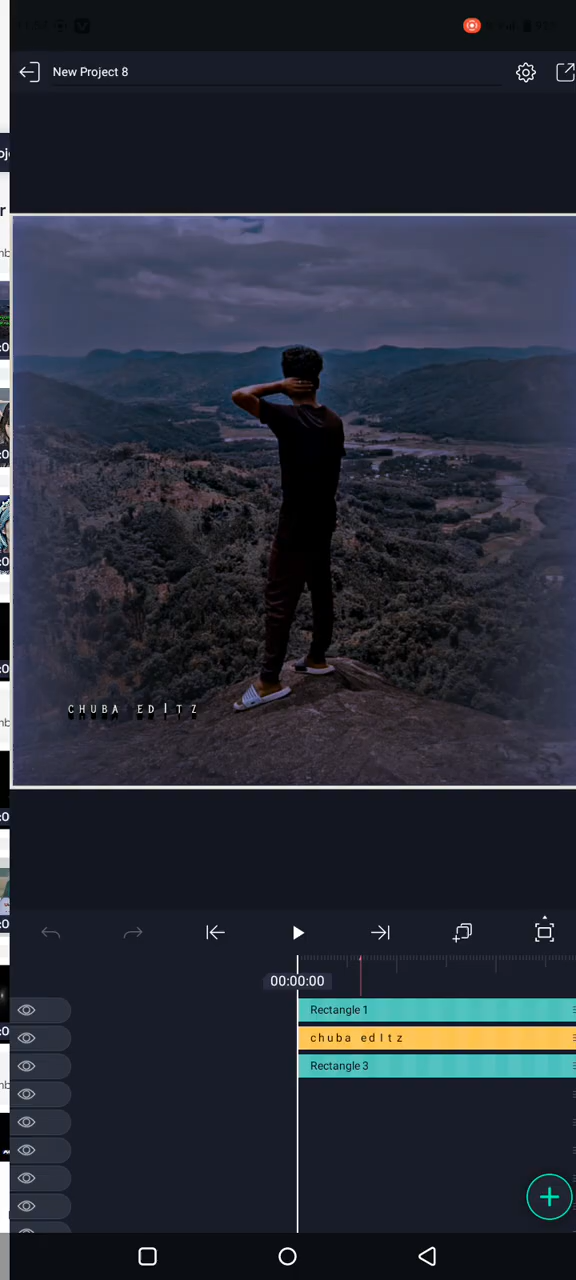 New Project 8
CHUBA EDITZ
00:00:00
Rectangle 1
chuba edItz
Rectangle 3